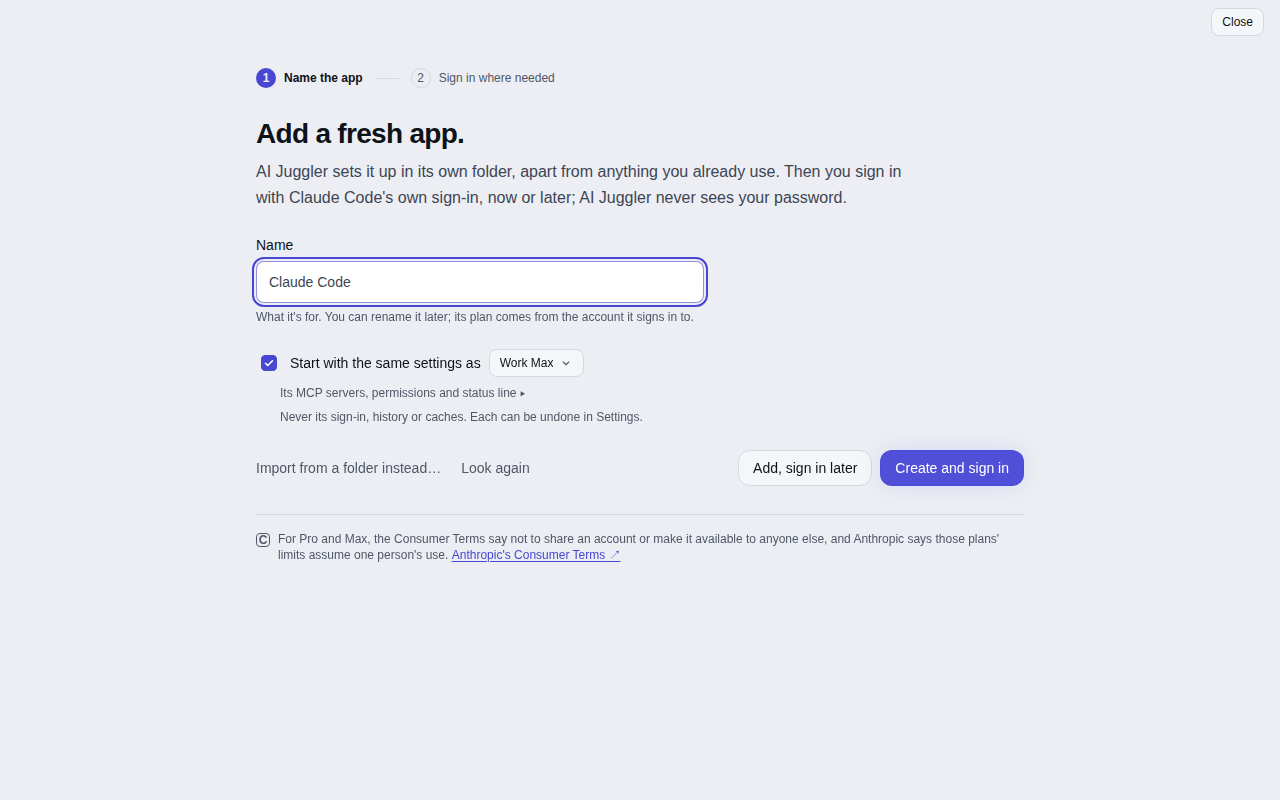 Close
1 Name the app
2 Sign in where needed
Add a fresh app.
AI Juggler sets it up in its own folder, apart from anything you already use. Then you sign in
with Claude Code's own sign-in, now or later; AI Juggler never sees your password.
Name
Claude Code
What it's for. You can rename it later; its plan comes from the account it signs in to.
Start with the same settings as Work Max
Its MCP servers, permissions and status line ▸
Never its sign-in, history or caches. Each can be undone in Settings.
Import from a folder instead… Look again Add, sign in later Create and sign in
C For Pro and Max, the Consumer Terms say not to share an account or make it available to anyone else, and Anthropic says those plans'
limits assume one person's use. Anthropic's Consumer Terms ↗